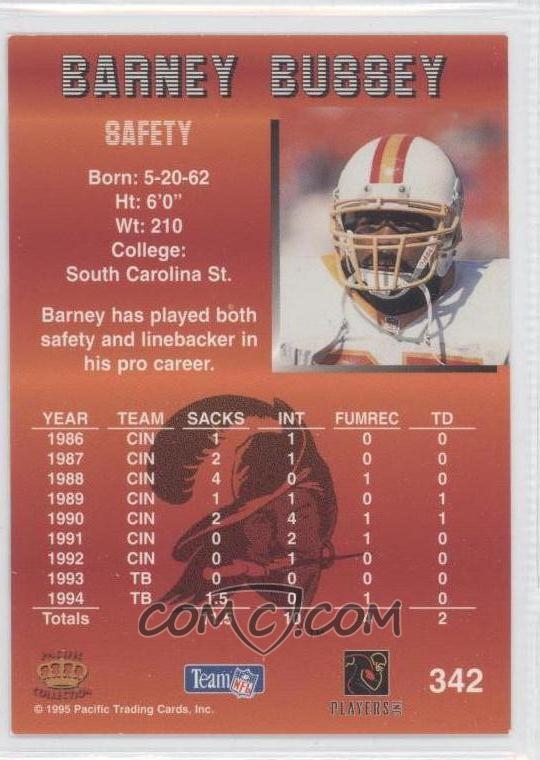 BARNEY BUSSEY
SAFETY
Born: 5-20-62
Ht: 6'0"
Wt: 210
College:
South Carolina St.
Barney has played both
safety and linebacker in
his pro career.
YEAR TEAM SACKS INT FUMREC TD
1986 CIN 1 1 0 0
1987 CIN 2 1 0 0
1988 CIN 4 0 1 0
1989 CIN 1 1 0 1
1990 CIN 2 4 1 1
1991 CIN 0 2 1 0
1992 CIN 0 1 0 0
1993 TB 0 0 0 0
1994 TB 1.5 0 1 0
Totals 10 2
COMC.COM
PACIFIC
COLLECTION
Team NFL
PLAYERS INC
342
© 1995 Pacific Trading Cards, Inc.